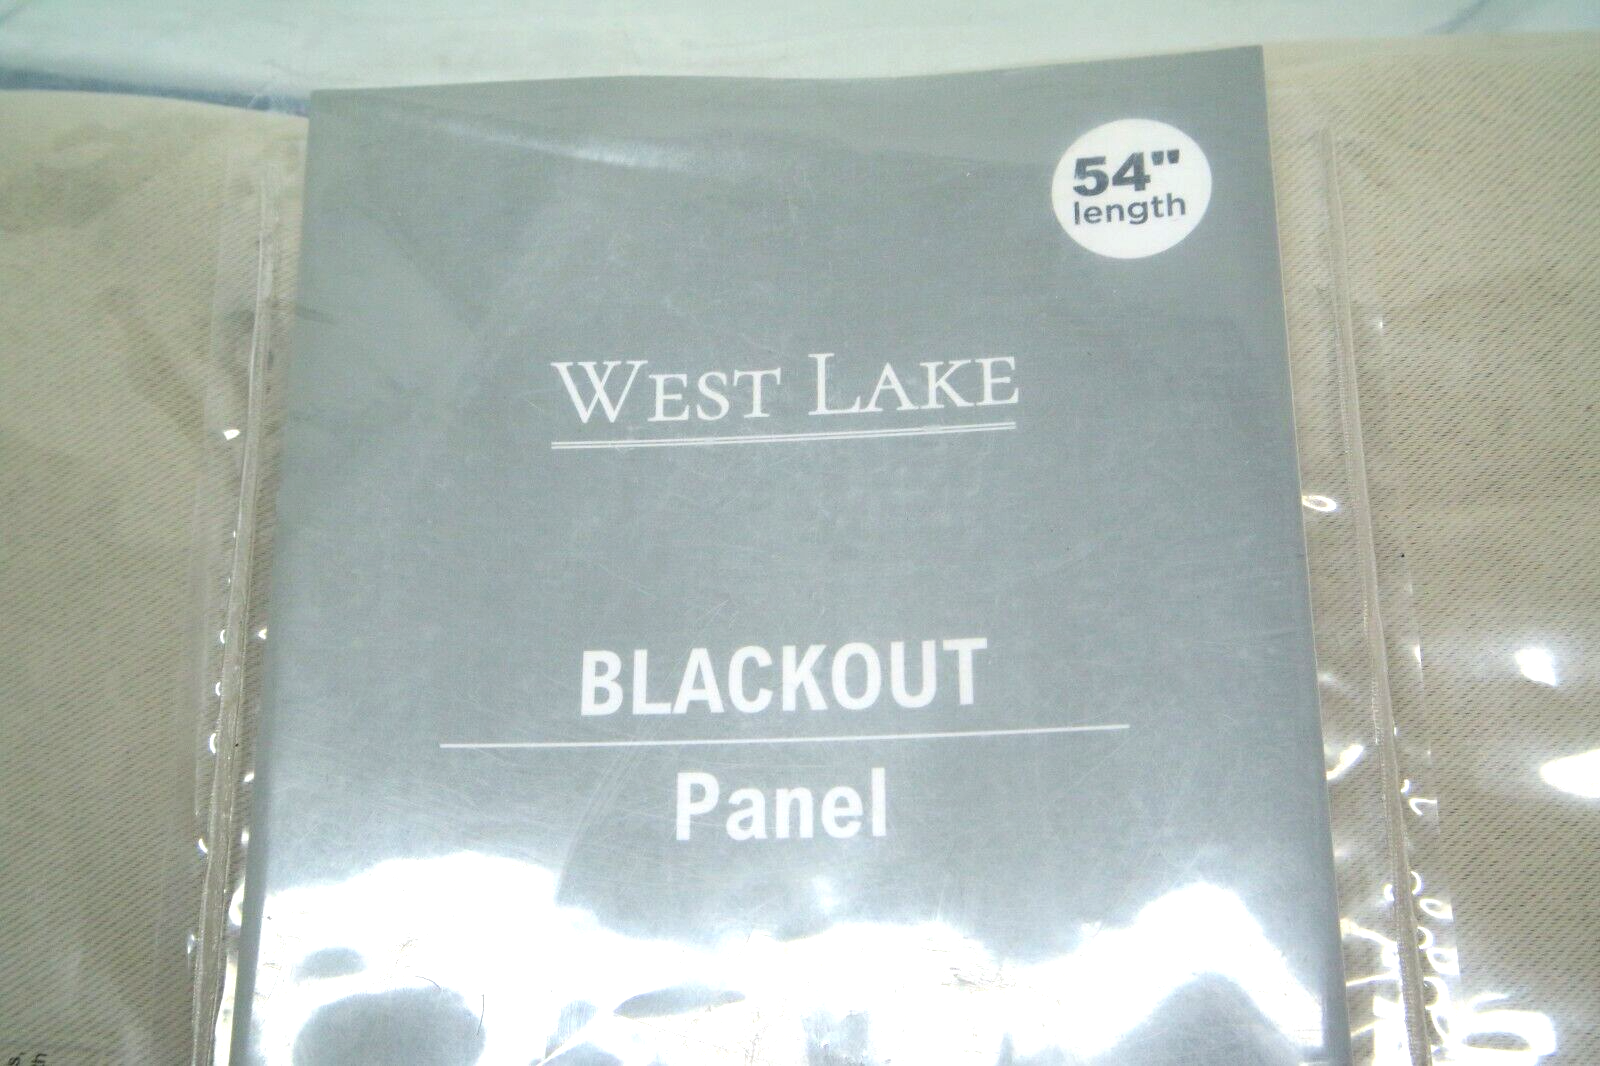 54"
length
WEST LAKE
BLACKOUT
Panel